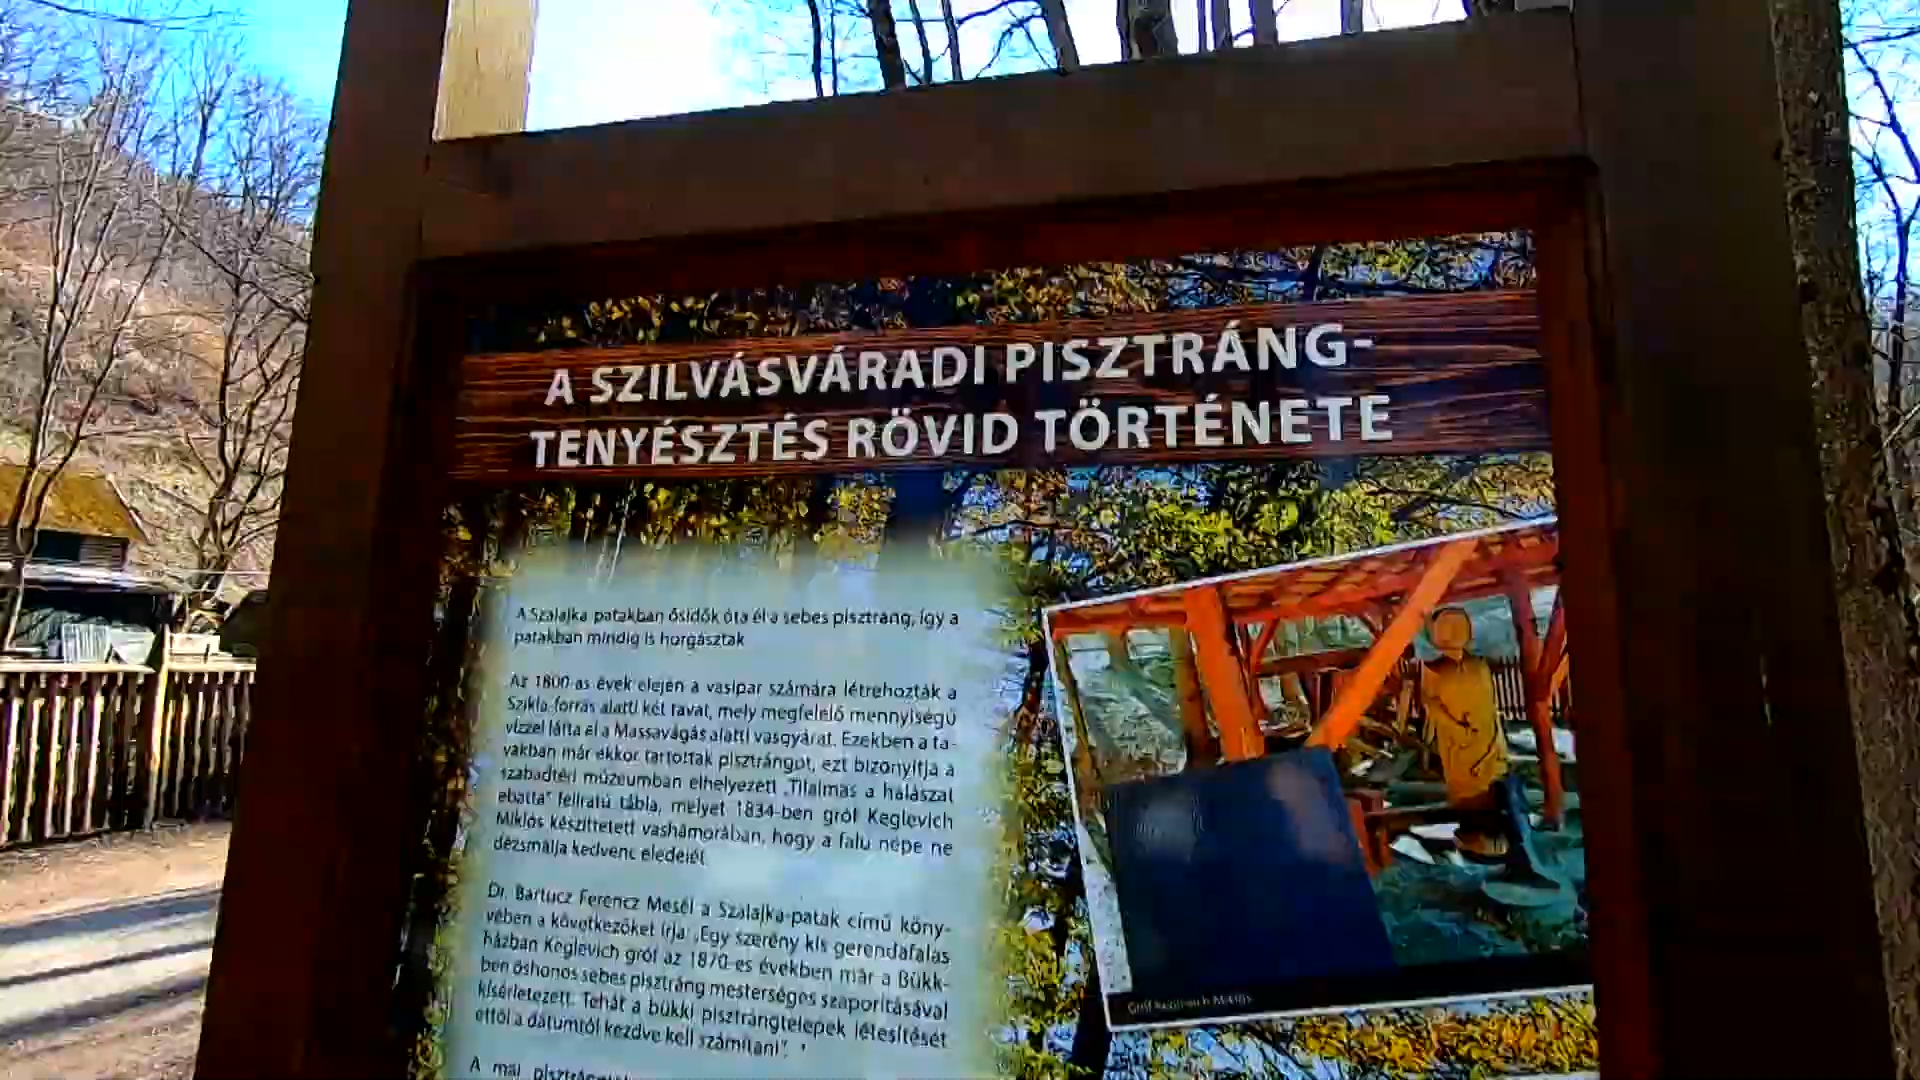 A SZILVÁSVÁRADI PISZTRÁNG-
TENYÉSZTÉS RÖVID TÖRTÉNETE
A Szalajka patakban ősidők óta él a sebes pisztráng, így a
patakban mindig is horgásztak
Az 1800-as évek elején a vasipar számára létrehozták a
Szikla-forrás alatti két tavat, mely megfelelő mennyiségű
vízzel látta el a Massavágás alatti vasgyárat. Ezekben a ta-
vakban már akkor tartottak pisztrángot, ezt bizonyítja a
szabadtéri múzeumban elhelyezett „Tilalmas a halászat
ebatta" feliratú tábla, melyet 1834-ben gróf Keglevich
Miklós készíttetett vashámorában, hogy a falu népe ne
dézsmálja kedvenc eledelét
Dr. Bartucz Ferencz Mesél a Szalajka-patak című köny-
vében a következőket írja: „Egy szerény kis gerendafalas
házban Keglevich gróf az 1870-es években már a Bükk-
ben őshonos sebes pisztráng mesterséges szaporításával
kísérletezett. Tehát a bükki pisztrángtelepek létesítését
ettől a dátumtól kezdve kell számítani".
A mai
Gróf Keglevich Miklós